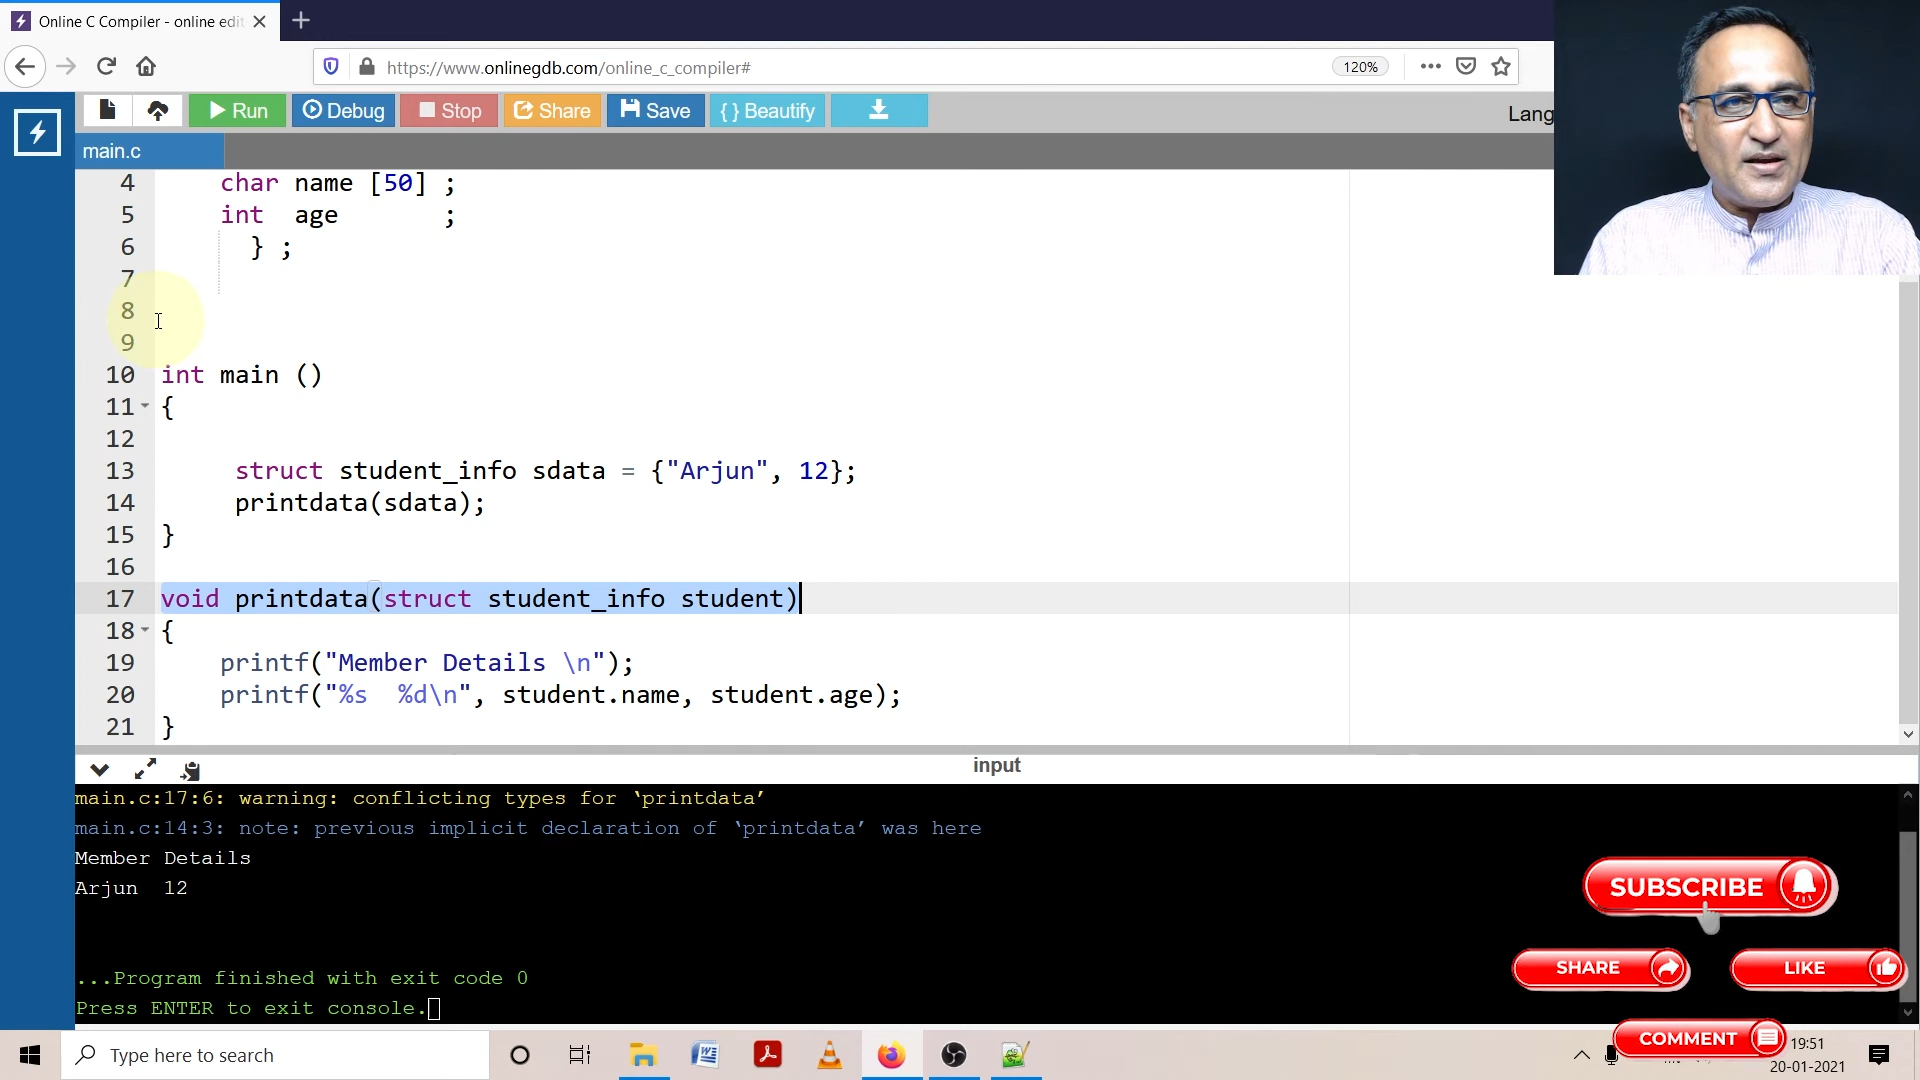 Online C Compiler - online edit
https://www.onlinegdb.com/online_c_compiler#
120%
Run
Debug
Stop
Share
Save
{ } Beautify
Lang
main.c
4 char name [50] ;
5 int age ;
6 } ;
7
8
9
10 int main ()
11 {
12
13 struct student_info sdata = {"Arjun", 12};
14 printdata(sdata);
15 }
16
17 void printdata(struct student_info student)
18 {
19 printf("Member Details \n");
20 printf("%s %d\n", student.name, student.age);
21 }
input
main.c:17:6: warning: conflicting types for ‘printdata’
main.c:14:3: note: previous implicit declaration of ‘printdata’ was here
Member Details
Arjun 12
...Program finished with exit code 0
Press ENTER to exit console.
SUBSCRIBE
SHARE
LIKE
COMMENT
Type here to search
19:51
20-01-2021